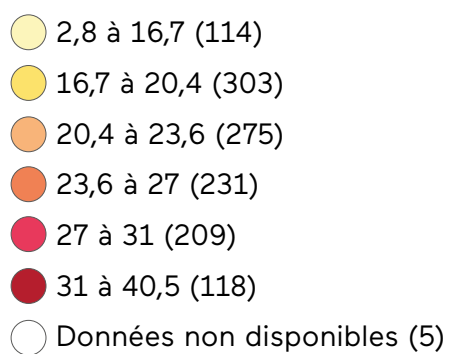 2,8 à 16,7 (114)
16,7 à 20,4 (303)
20,4 à 23,6 (275)
23,6 à 27 (231)
27 à 31 (209)
31 à 40,5 (118)
Données non disponibles (5)